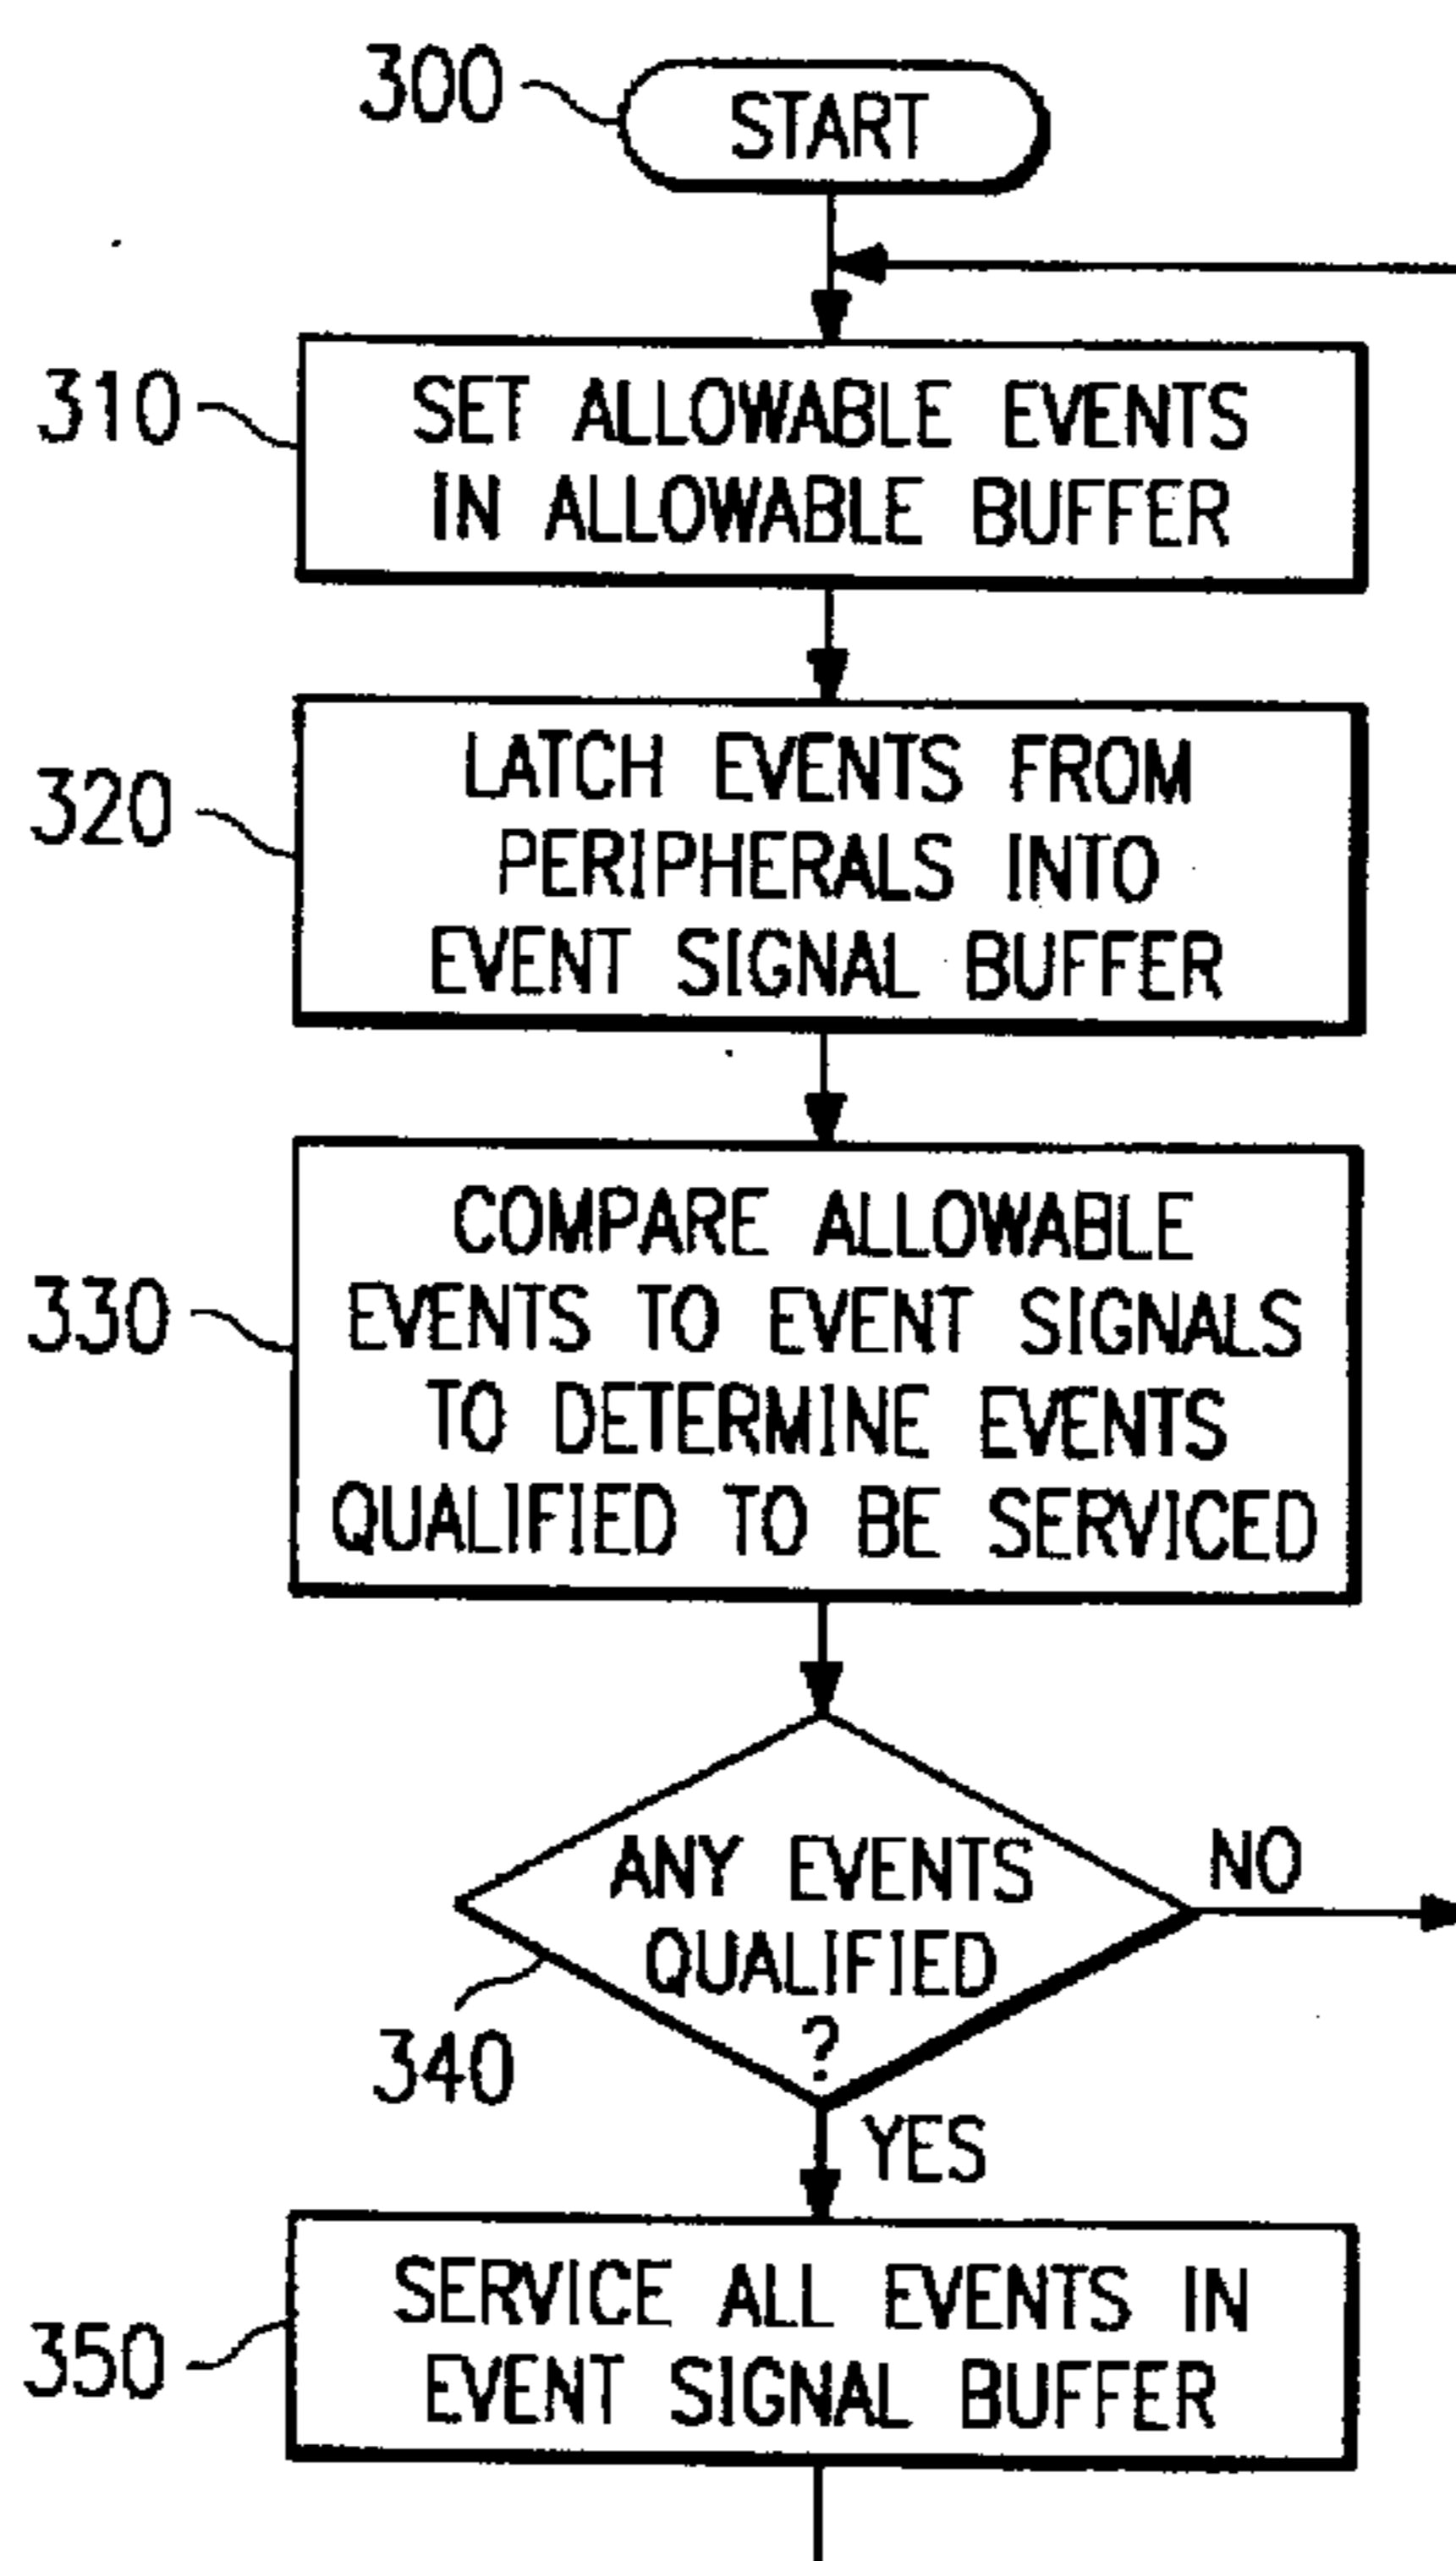 300
START
310
SET ALLOWABLE EVENTS
IN ALLOWABLE BUFFER
320
LATCH EVENTS FROM
PERIPHERALS INTO
EVENT SIGNAL BUFFER
330
COMPARE ALLOWABLE
EVENTS TO EVENT SIGNALS
TO DETERMINE EVENTS
QUALIFIED TO BE SERVICED
ANY EVENTS
QUALIFIED
?
NO
340
YES
350
SERVICE ALL EVENTS IN
EVENT SIGNAL BUFFER